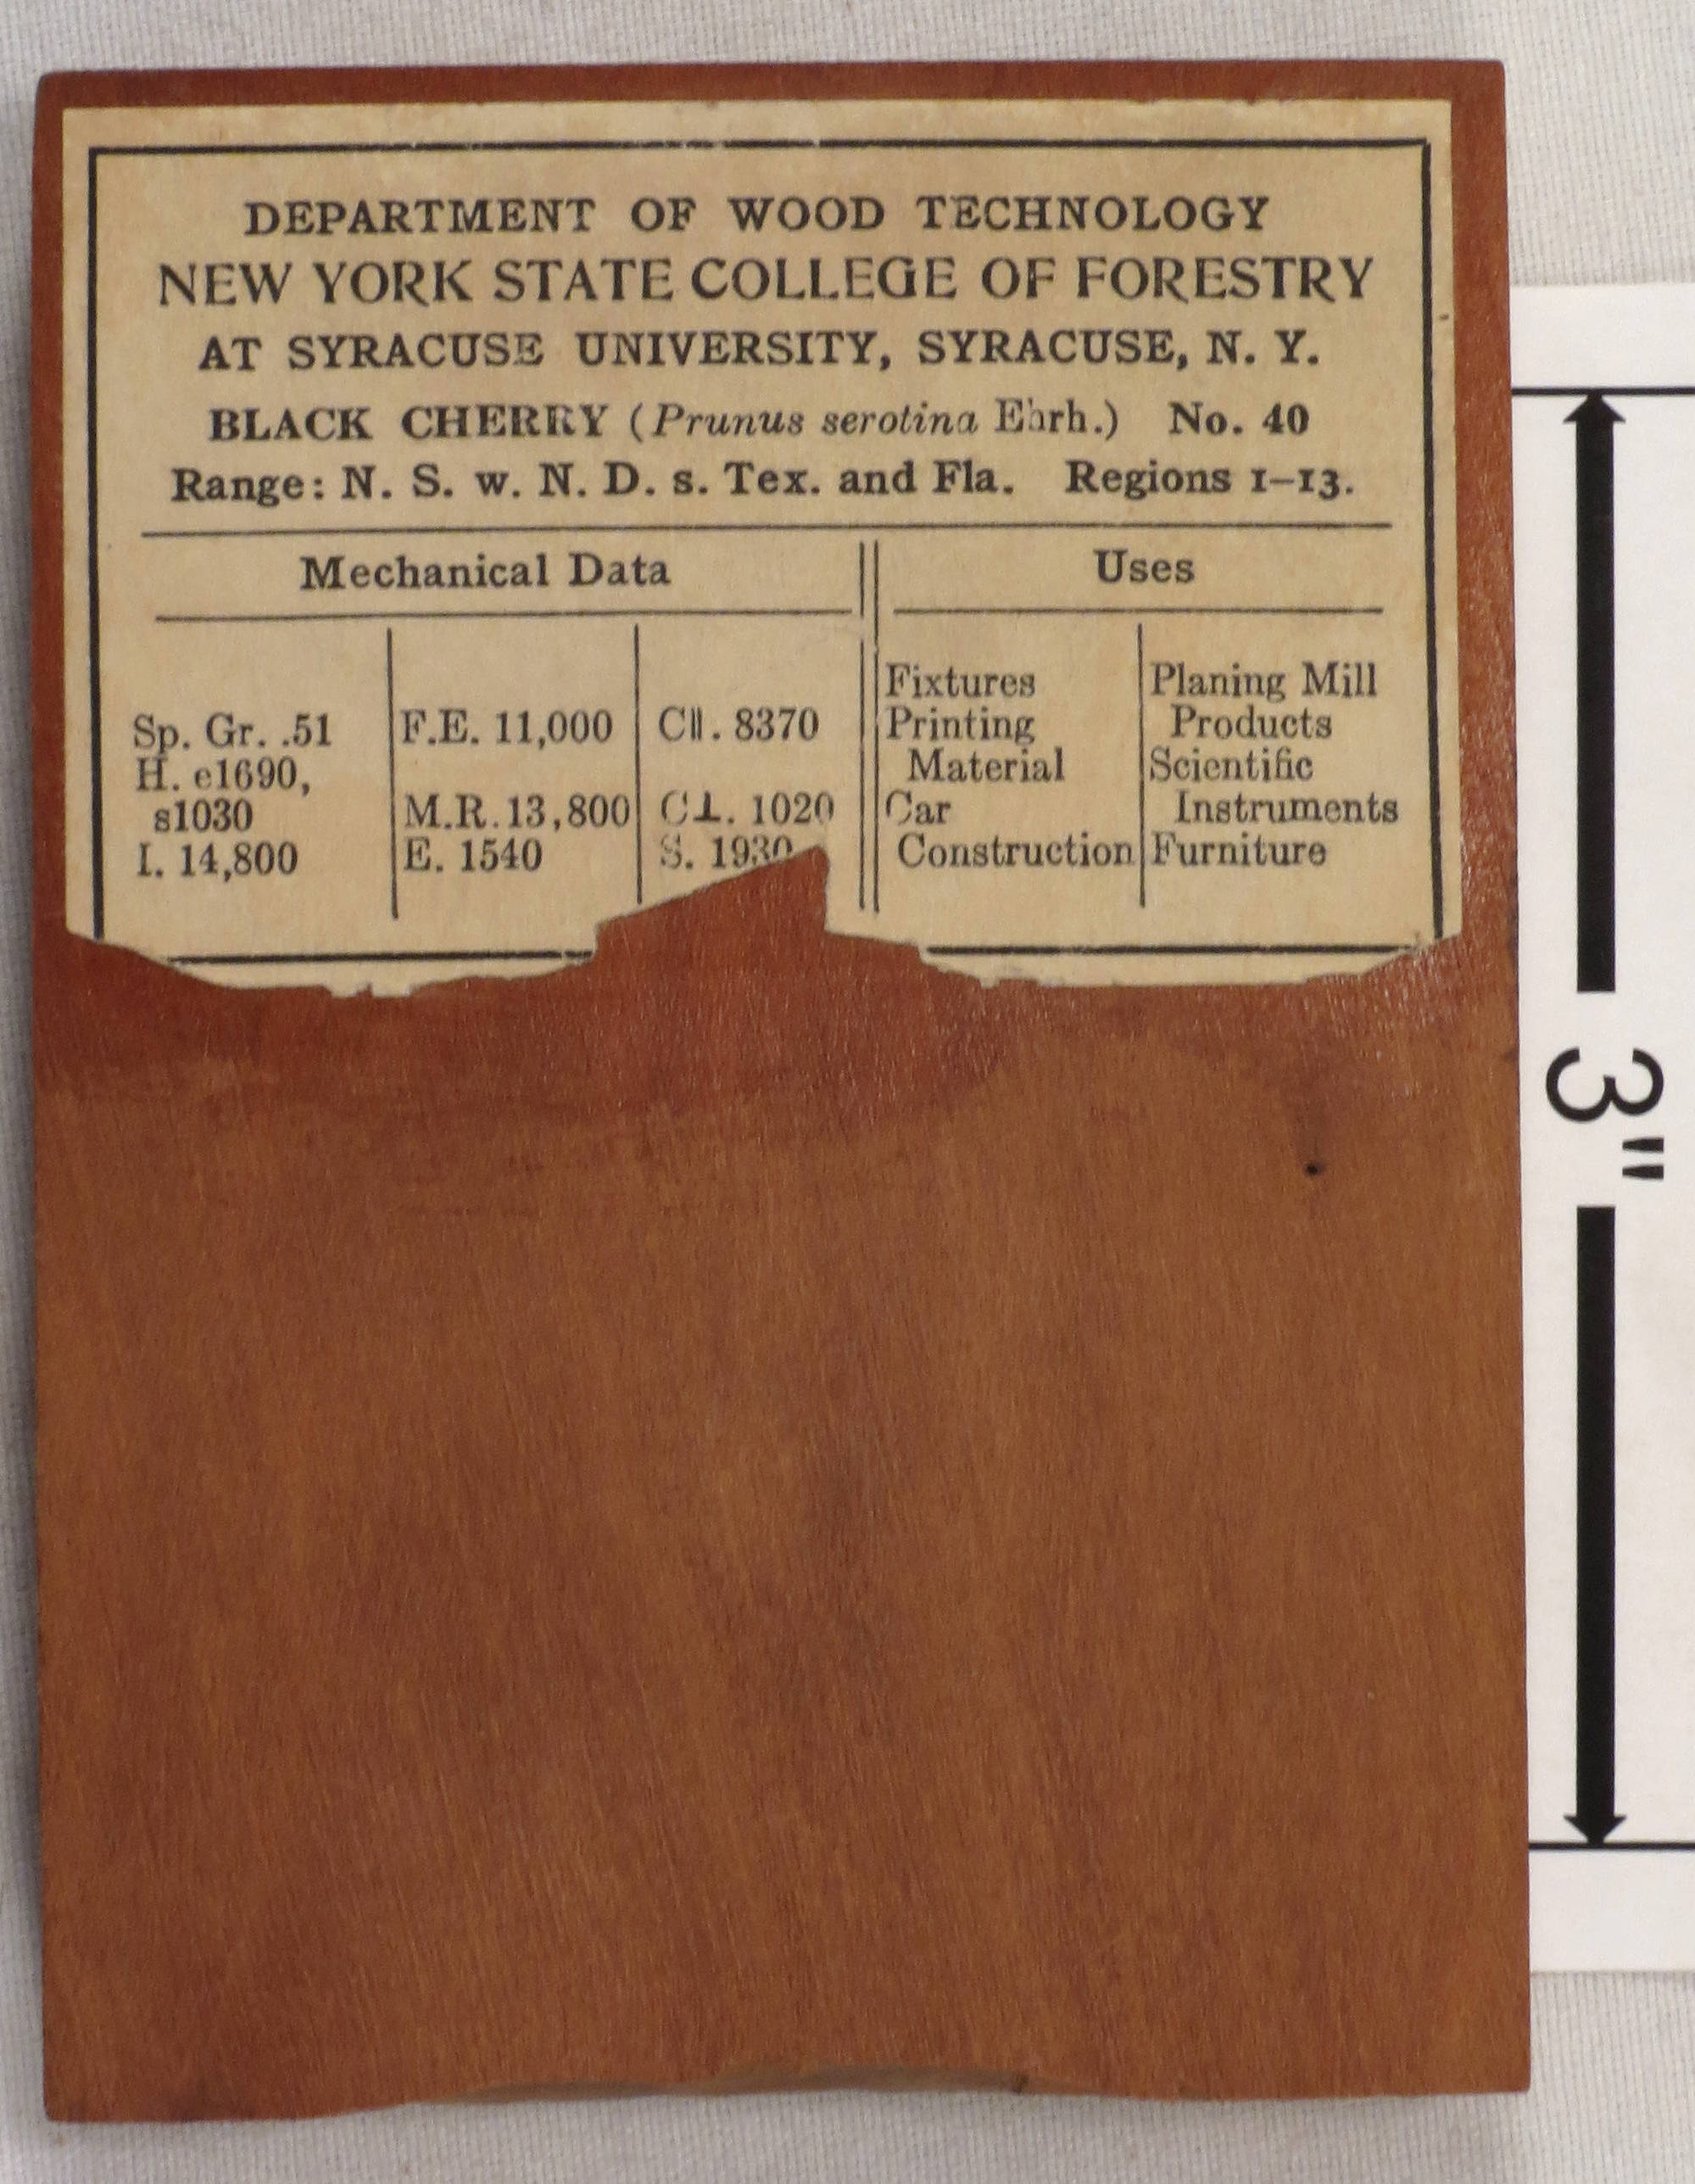 DEPARTMENT OF WOOD TECHNOLOGY
NEW YORK STATE COLLEGE OF FORESTRY
AT SYRACUSE UNIVERSITY, SYRACUSE, N. Y.
BLACK CHERRY (Prunus serotina Ehrh.) No. 40
Range: N. S. w. N. D. s. Tex. and Fla. Regions 1–13.
Mechanical Data
Sp. Gr. .51
H. e1690,
s1030
I. 14,800
F.E. 11,000
M.R. 13,800
E. 1540
C∥. 8370
C⊥. 1020
S. 1930
Uses
Fixtures
Printing
Material
Car
Construction
Planing Mill
Products
Scientific
Instruments
Furniture
3"